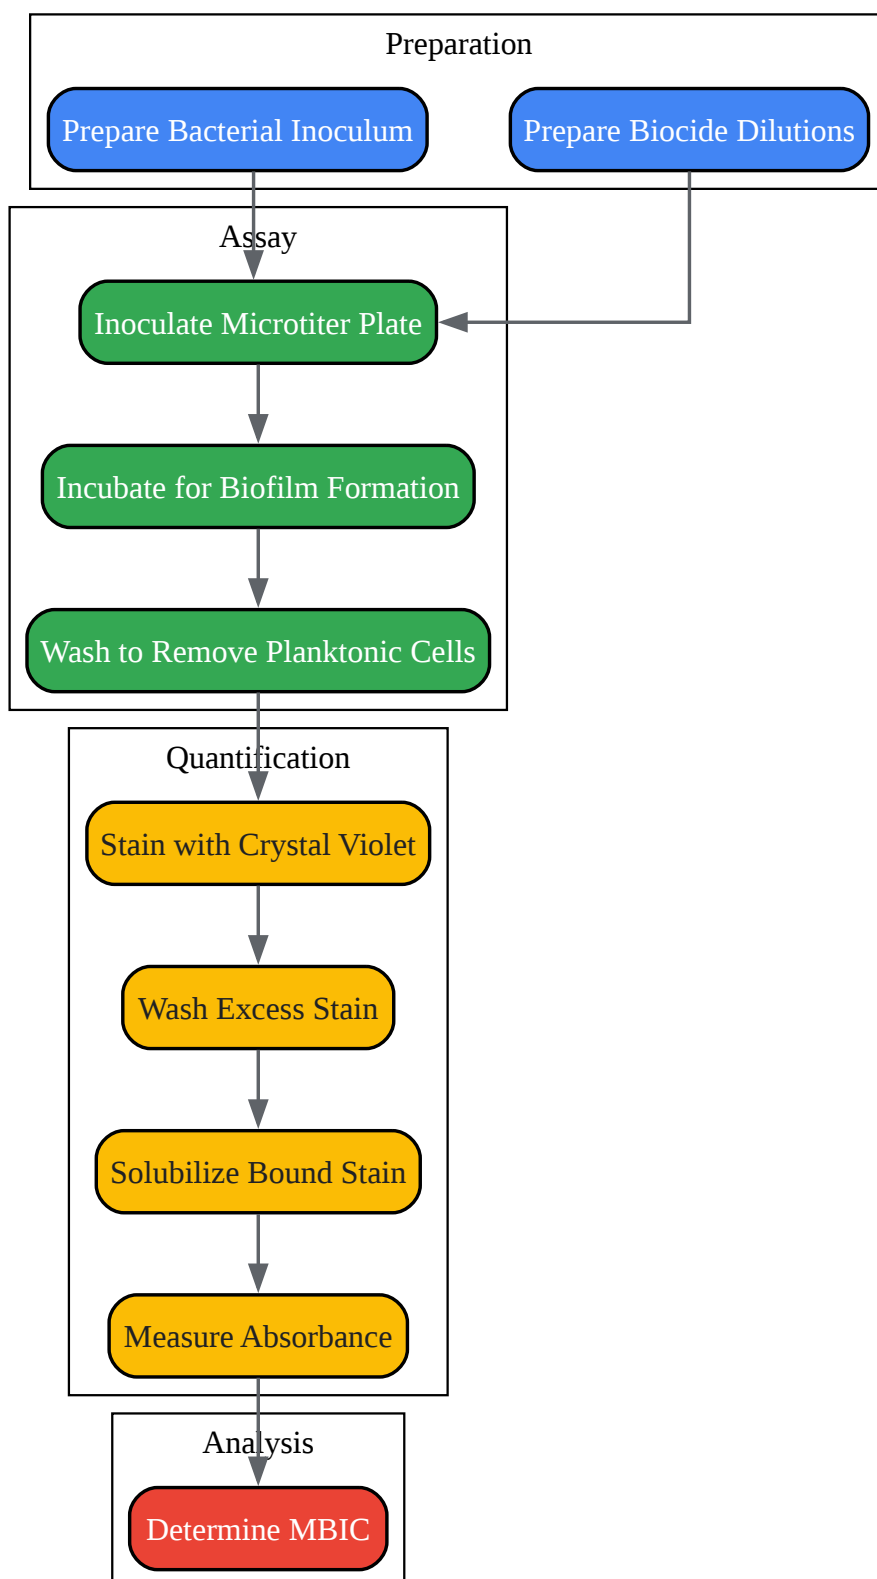 Preparation
Prepare Bacterial Inoculum
Prepare Biocide Dilutions
Assay
Inoculate Microtiter Plate
Incubate for Biofilm Formation
Wash to Remove Planktonic Cells
Quantification
Stain with Crystal Violet
Wash Excess Stain
Solubilize Bound Stain
Measure Absorbance
Analysis
Determine MBIC